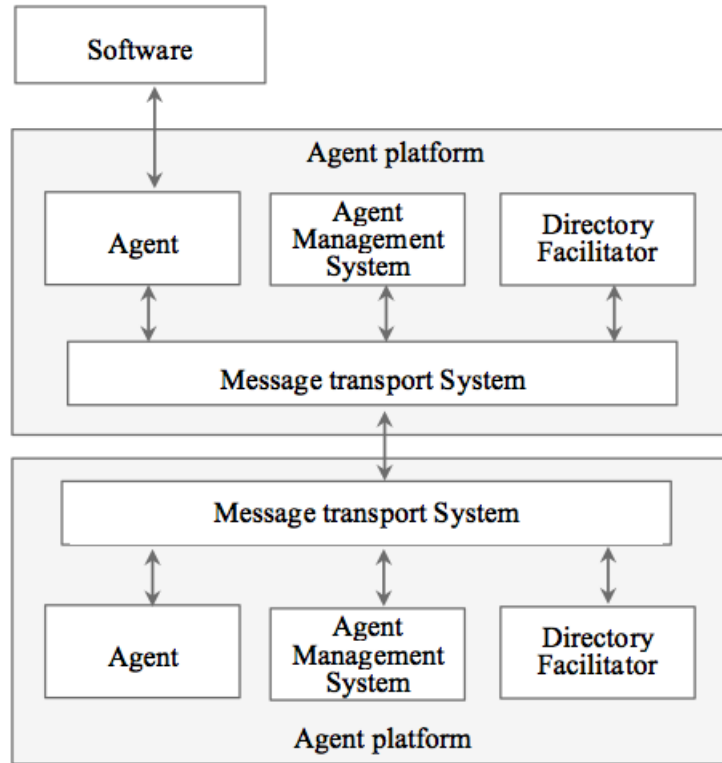 Software
Agent platform
Agent
Agent
Management
System
Directory
Facilitator
Message transport System
Message transport System
Agent
Agent
Management
System
Directory
Facilitator
Agent platform